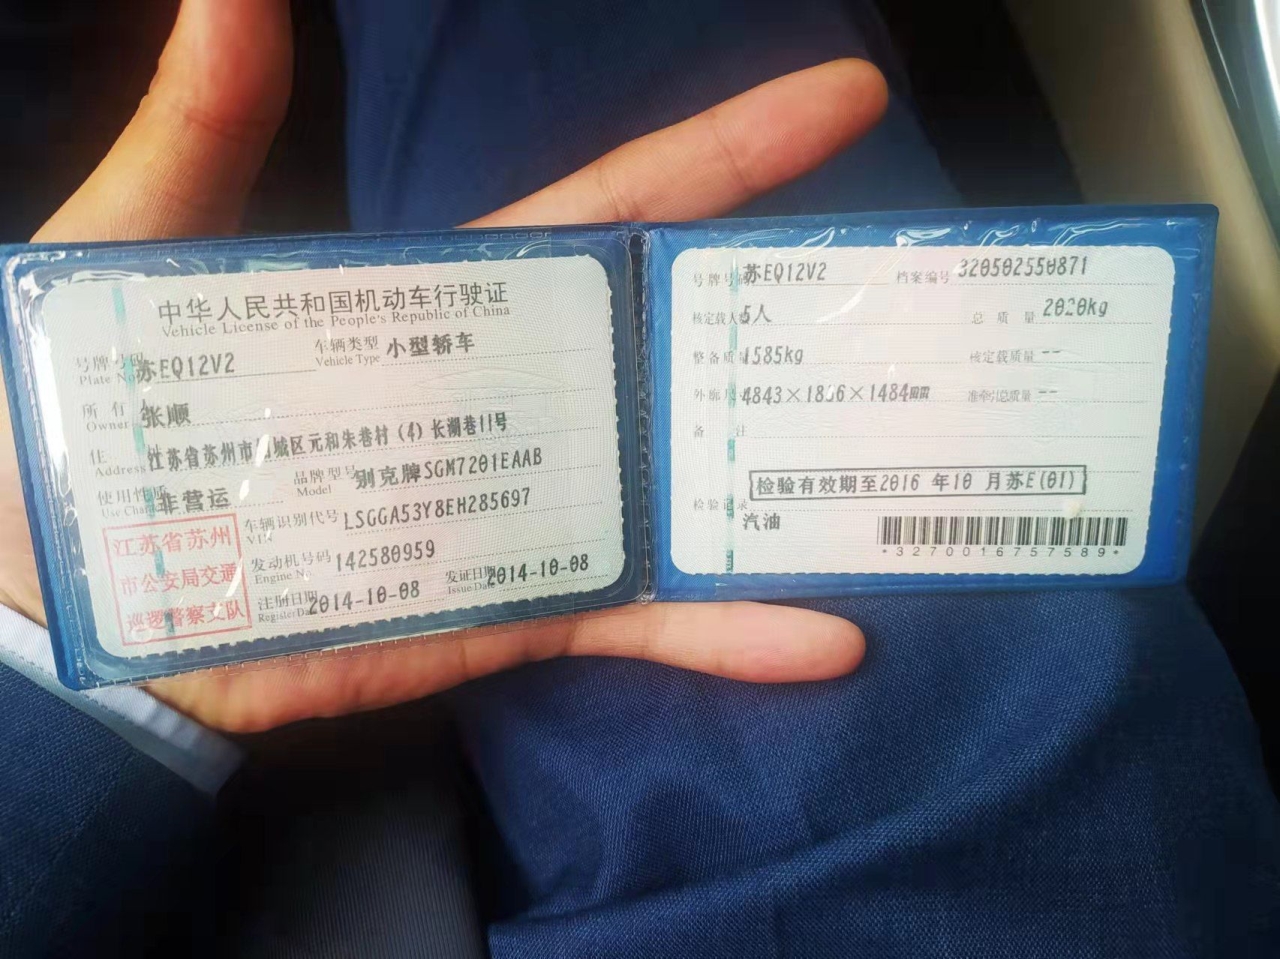 中华人民共和国机动车行驶证
Vehicle License of the People's Republic of China
号牌号码 苏EQ12V2 车辆类型 小型轿车
Plate No. Vehicle Type
所有 张顺
Owner
住 江苏省苏州市 城区元和朱巷村(4)长湖巷11号
Address
使用性质 非营运 品牌型号 别克牌SGM7201EAAB
Use Character Model
车辆识别代号 LSGGA53Y8EH285697
VIN
发动机号码 142580959
Engine No.
注册日期 2014-10-08 发证日期 2014-10-08
Register Date Issue Date
江苏省苏州
市公安局交通
巡逻警察支队
号牌号 苏EQ12V2 档案编号 320502550871
核定载人 5人 总质量 2020kg
整备质量 1585kg 核定载质量 --
外廓尺 4843×1856×1484㎜ 准牵引总质量 --
备注
检验有效期至2016年10月苏E(01)
检验记录
汽油
*3270016757589*